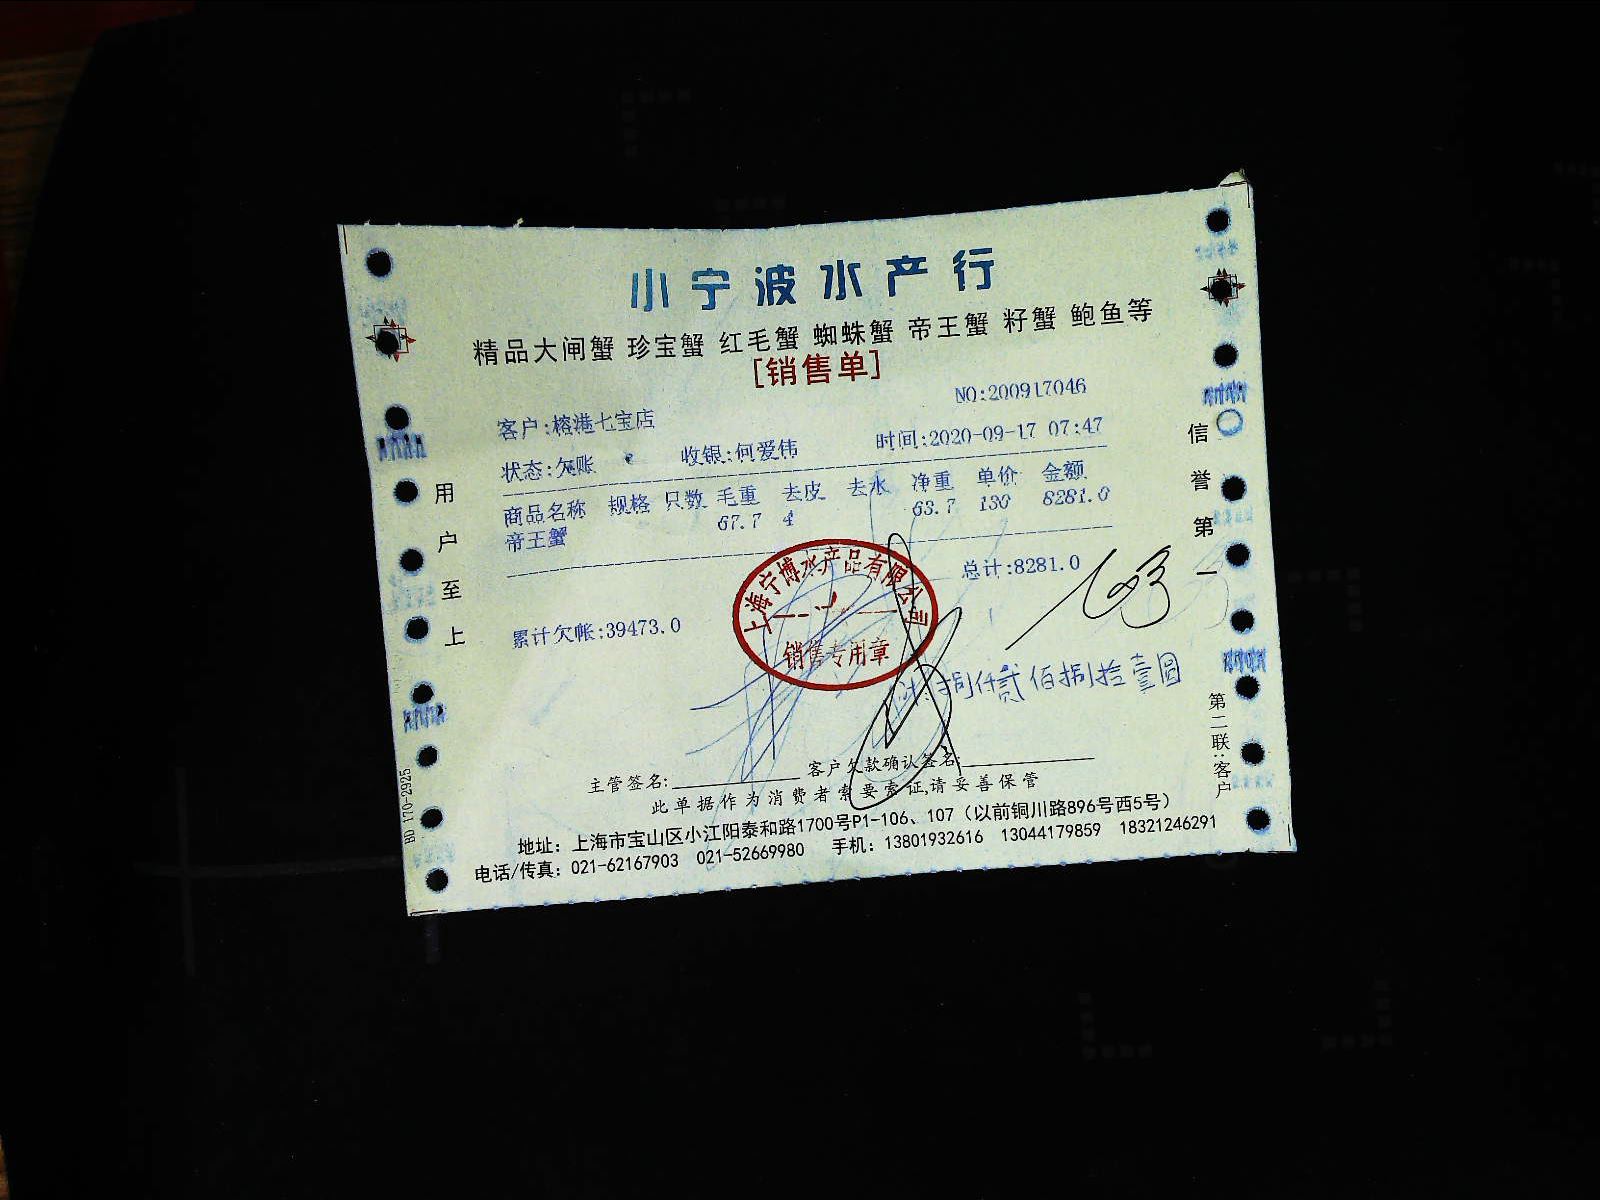 小宁波水产行
精品大闸蟹 珍宝蟹 红毛蟹 蜘蛛蟹 帝王蟹 籽蟹 鲍鱼等
[销售单]
NO:200917046
客户:榕港七宝店
状态:欠账 收银:何爱伟 时间:2020-09-17 07:47
商品名称 规格 只数 毛重 去皮 去水 净重 单价 金额
帝王蟹 67.7 4 63.7 130 8281.0
总计:8281.0
累计欠帐:39473.0
上海宁博水产品有限公司
销售专用章
捌仟贰佰捌拾壹圆
主管签名: 客户欠款确认签名:
此单据作为消费者索要索证,请妥善保管
地址：上海市宝山区小江阳泰和路1700号P1-106、107（以前铜川路896号西5号）
电话/传真：021-62167903 021-52669980 手机：13801932616 13044179859 18321246291
用户至上
信誉第一
第二联:客户
BD 170-2925